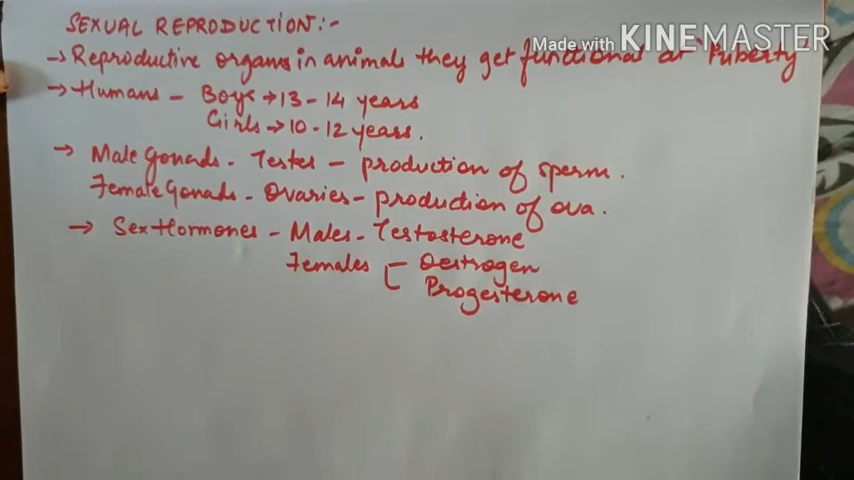 SEXUAL REPRODUCTION:-
Made with KINEMASTER
→ Reproductive organs in animals they get functional at Puberty
→ Humans - Boys → 13 - 14 years
Girls → 10 - 12 years.
→ Male Gonads - Testes - production of sperm.
Female Gonads - Ovaries - production of ova.
→ Sex Hormones - Males - Testosterone
Females - Oestrogen
Progesterone